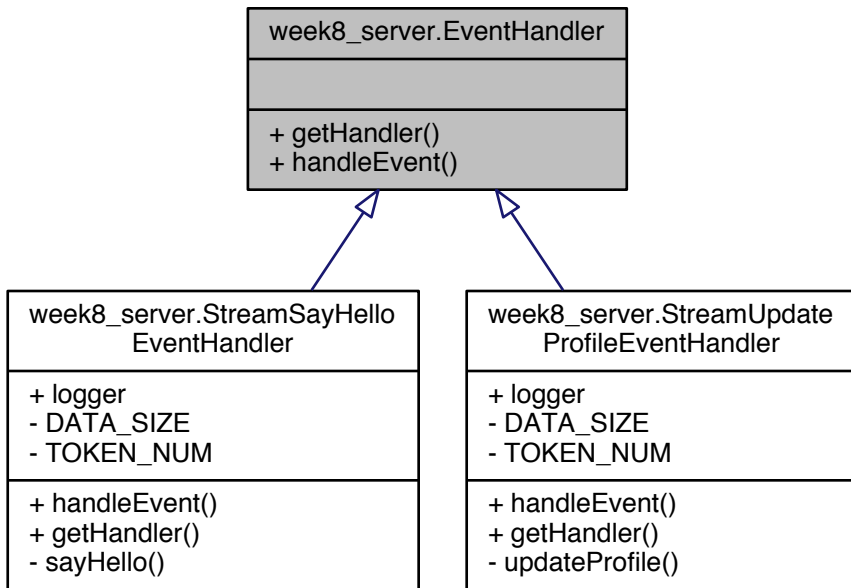 week8_server.EventHandler
+ getHandler()
+ handleEvent()
week8_server.StreamSayHello
EventHandler
+ logger
- DATA_SIZE
- TOKEN_NUM
+ handleEvent()
+ getHandler()
- sayHello()
week8_server.StreamUpdate
ProfileEventHandler
+ logger
- DATA_SIZE
- TOKEN_NUM
+ handleEvent()
+ getHandler()
- updateProfile()